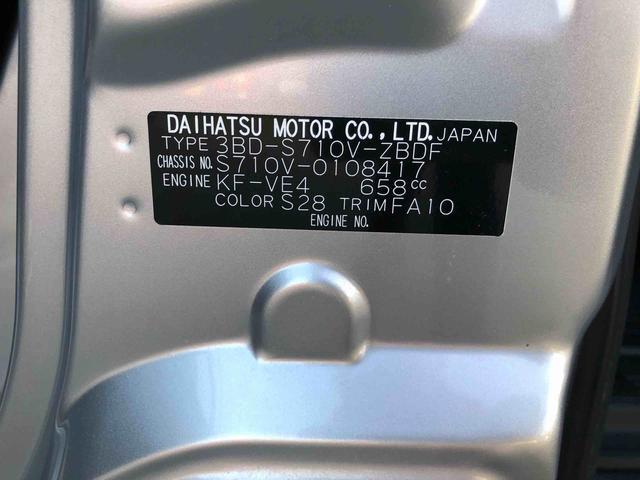 DAIHATSU MOTOR CO.,LTD. JAPAN
TYPE 3BD-S710V-ZBDF
CHASSIS NO. S710V-0108417
ENGINE KF-VE4 658cc
COLOR S28 TRIM FA10
ENGINE NO.